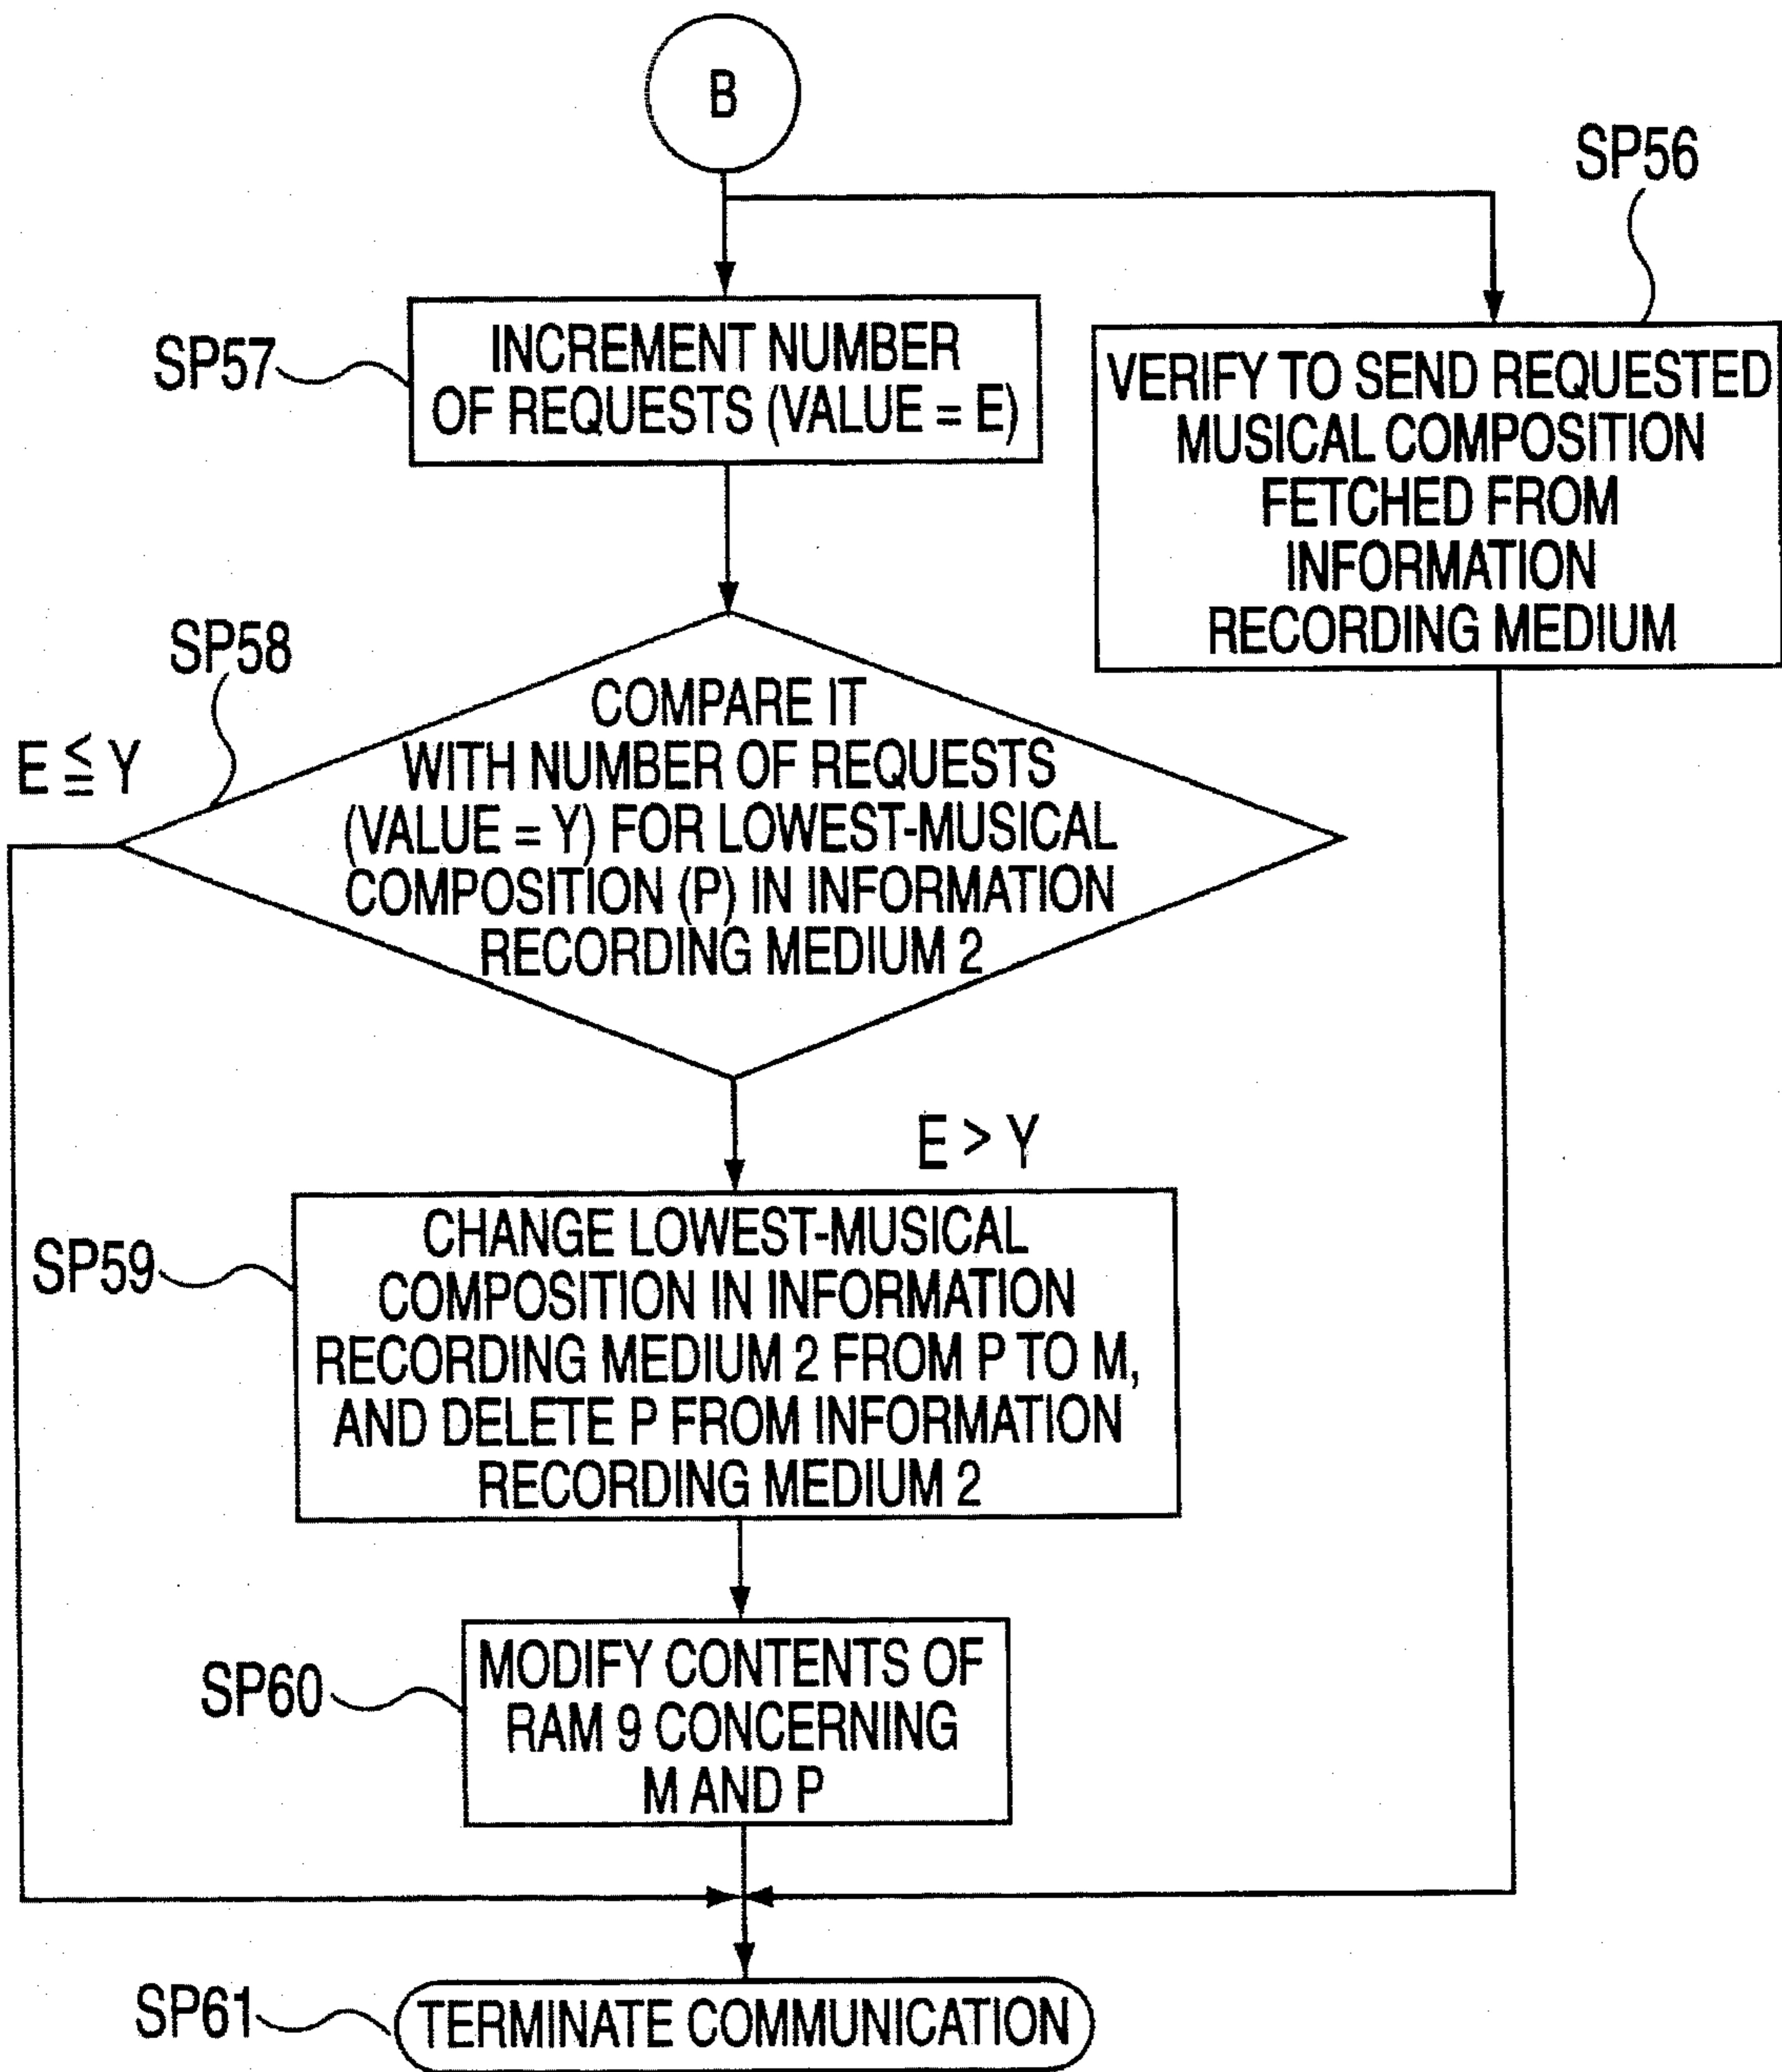 B
SP56
SP57
INCREMENT NUMBER
OF REQUESTS (VALUE = E)
VERIFY TO SEND REQUESTED
MUSICAL COMPOSITION
FETCHED FROM
INFORMATION
RECORDING MEDIUM
SP58
E ≦ Y
COMPARE IT
WITH NUMBER OF REQUESTS
(VALUE = Y) FOR LOWEST-MUSICAL
COMPOSITION (P) IN INFORMATION
RECORDING MEDIUM 2
E > Y
SP59
CHANGE LOWEST-MUSICAL
COMPOSITION IN INFORMATION
RECORDING MEDIUM 2 FROM P TO M,
AND DELETE P FROM INFORMATION
RECORDING MEDIUM 2
SP60
MODIFY CONTENTS OF
RAM 9 CONCERNING
M AND P
SP61
TERMINATE COMMUNICATION